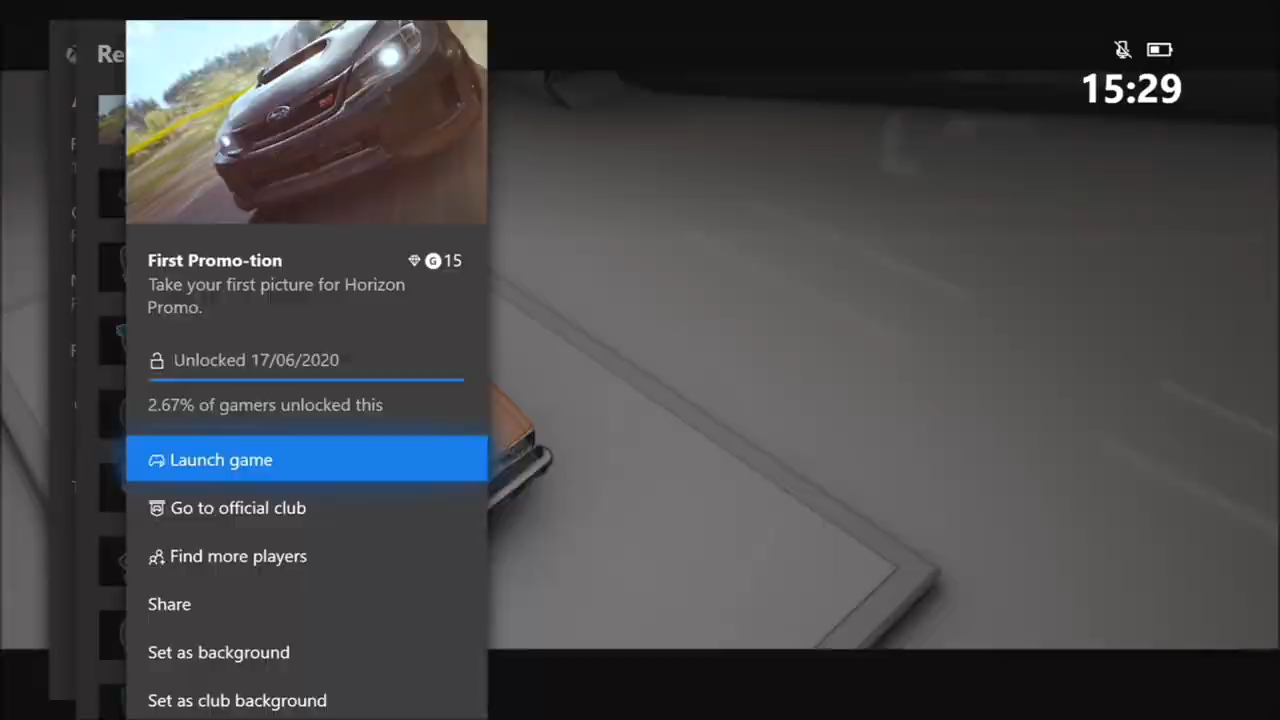 Re
15:29
First Promo-tion
G 15
Take your first picture for Horizon
Promo.
Unlocked 17/06/2020
2.67% of gamers unlocked this
Launch game
Go to official club
Find more players
Share
Set as background
Set as club background